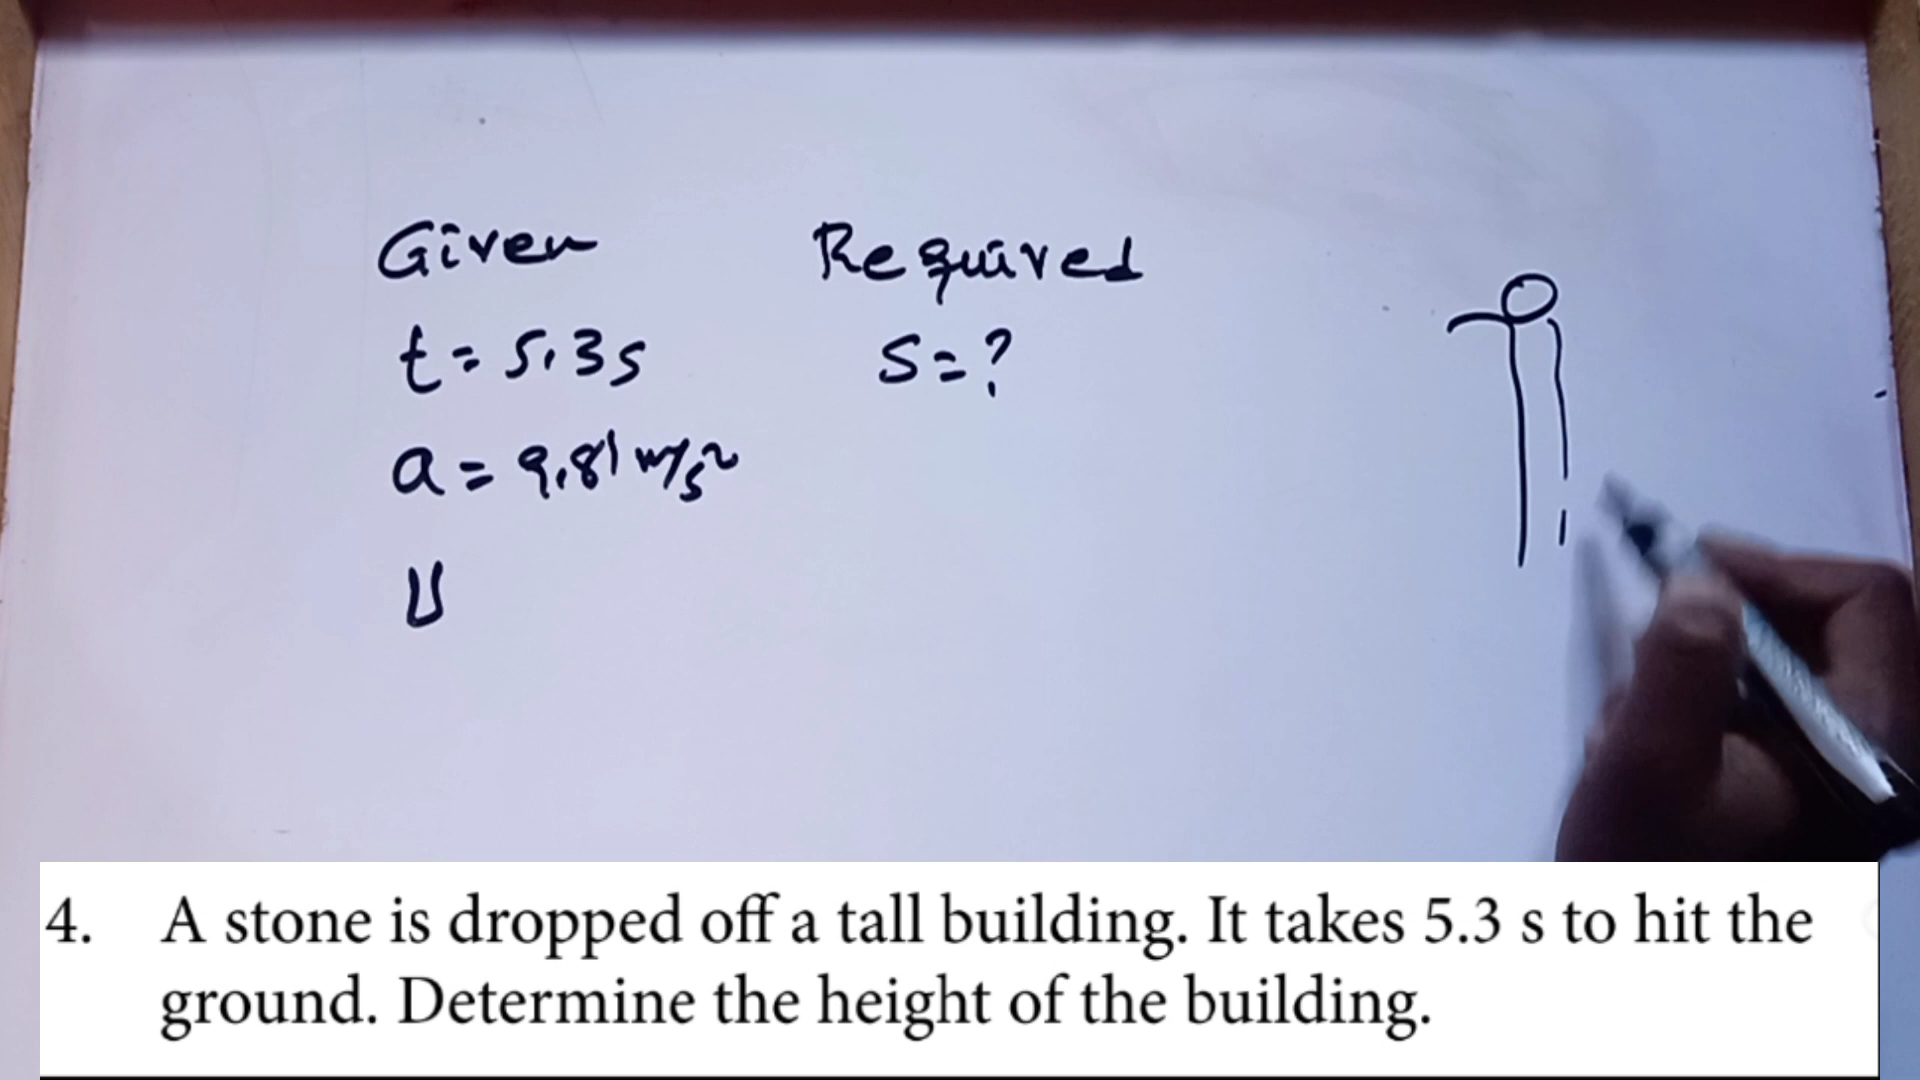 Given Required
t = 5.3s S = ?
a = 9.81 m/s²
U
4. A stone is dropped off a tall building. It takes 5.3 s to hit the
ground. Determine the height of the building.